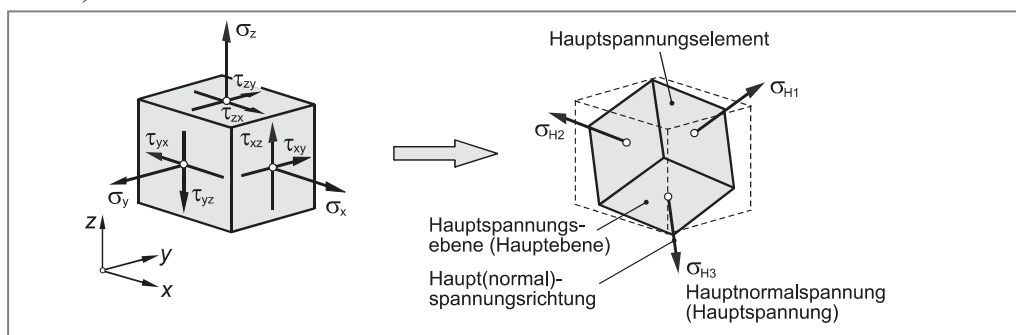 σz
τzy
τzx
τyx
τxz
τxy
σy
τyz
σx
z
y
x
Hauptspannungselement
σH1
σH2
Hauptspannungs-
ebene (Hauptebene)
Haupt(normal)-
spannungsrichtung
σH3
Hauptnormalspannung
(Hauptspannung)